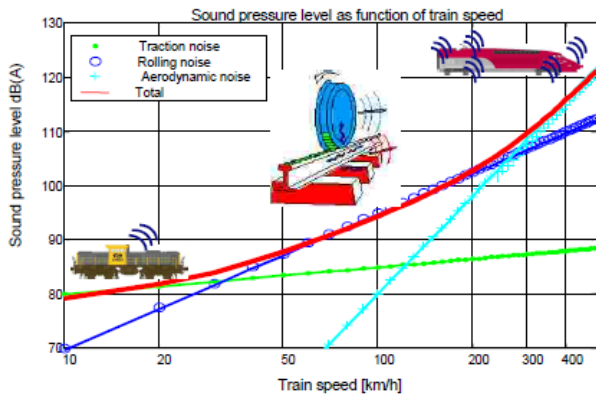 Sound pressure level as function of train speed
130
120
110
100
90
80
70
Sound pressure level dB(A)
Traction noise
Rolling noise
Aerodynamic noise
Total
10 20 50 100 200 300 400
Train speed [km/h]